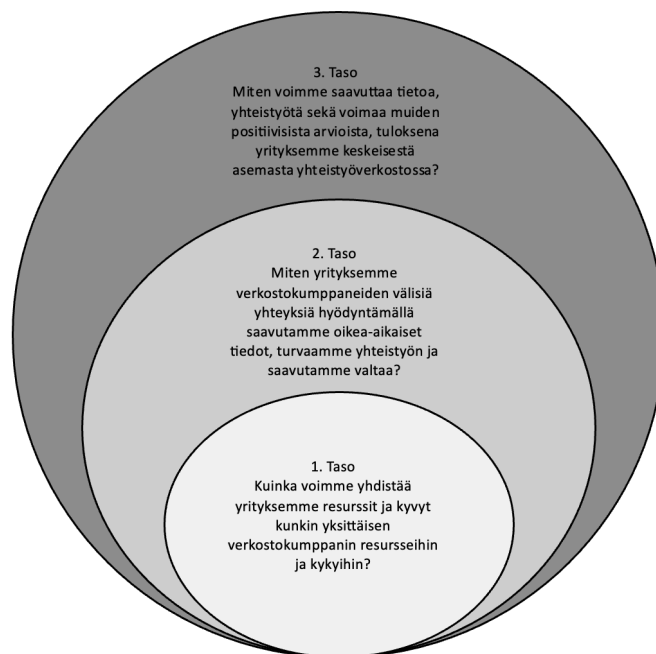 3. Taso
Miten voimme saavuttaa tietoa,
yhteistyötä sekä voimaa muiden
positiivisista arvioista, tuloksena
yrityksemme keskeisestä
asemasta yhteistyöverkostossa?
2. Taso
Miten yrityksemme
verkostokumppaneiden välisiä
yhteyksiä hyödyntämällä
saavutamme oikea-aikaiset
tiedot, turvaamme yhteistyön ja
saavutamme valtaa?
1. Taso
Kuinka voimme yhdistää
yrityksemme resurssit ja kyvyt
kunkin yksittäisen
verkostokumppanin resursseihin
ja kykyihin?